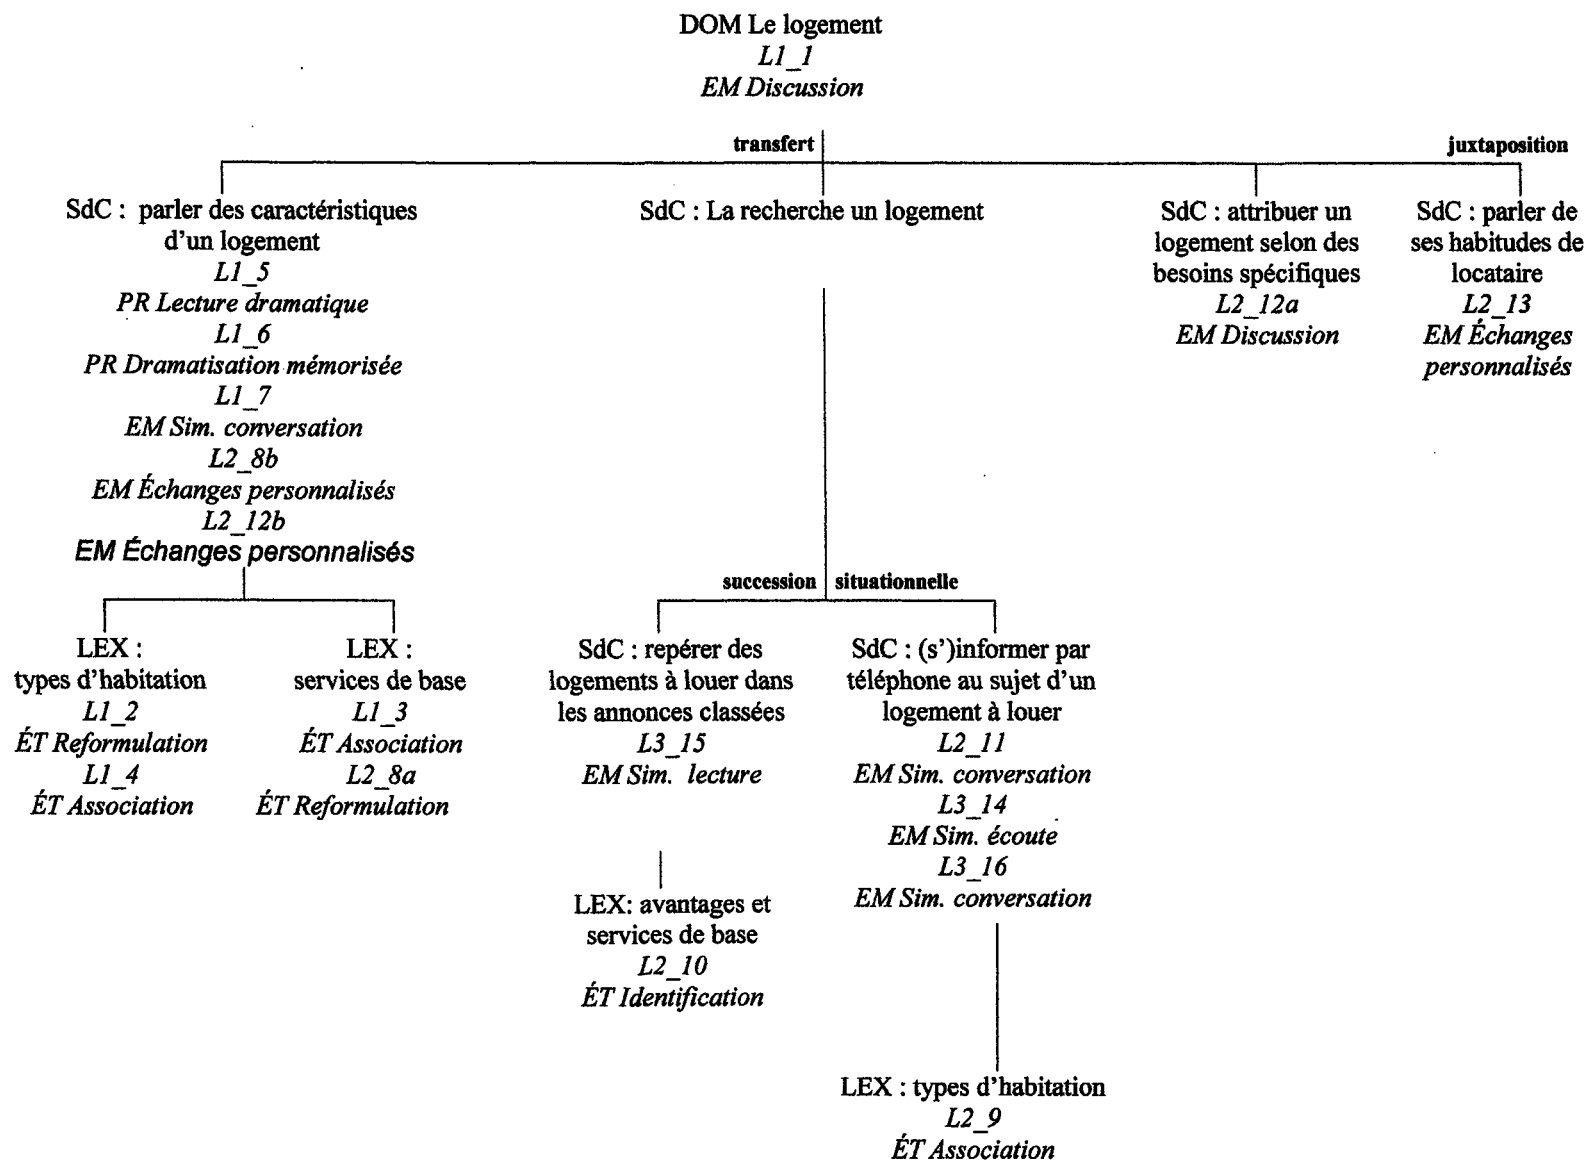 DOM Le logement
L1_1
EM Discussion
transfert
juxtaposition
SdC : parler des caractéristiques
d'un logement
L1_5
PR Lecture dramatique
L1_6
PR Dramatisation mémorisée
L1_7
EM Sim. conversation
L2_8b
EM Échanges personnalisés
L2_12b
EM Échanges personnalisés
SdC : La recherche un logement
SdC : attribuer un
logement selon des
besoins spécifiques
L2_12a
EM Discussion
SdC : parler de
ses habitudes de
locataire
L2_13
EM Échanges
personnalisés
succession situationnelle
LEX :
types d'habitation
L1_2
ÉT Reformulation
L1_4
ÉT Association
LEX :
services de base
L1_3
ÉT Association
L2_8a
ÉT Reformulation
SdC : repérer des
logements à louer dans
les annonces classées
L3_15
EM Sim. lecture
LEX: avantages et
services de base
L2_10
ÉT Identification
SdC : (s')informer par
téléphone au sujet d'un
logement à louer
L2_11
EM Sim. conversation
L3_14
EM Sim. écoute
L3_16
EM Sim. conversation
LEX : types d'habitation
L2_9
ÉT Association